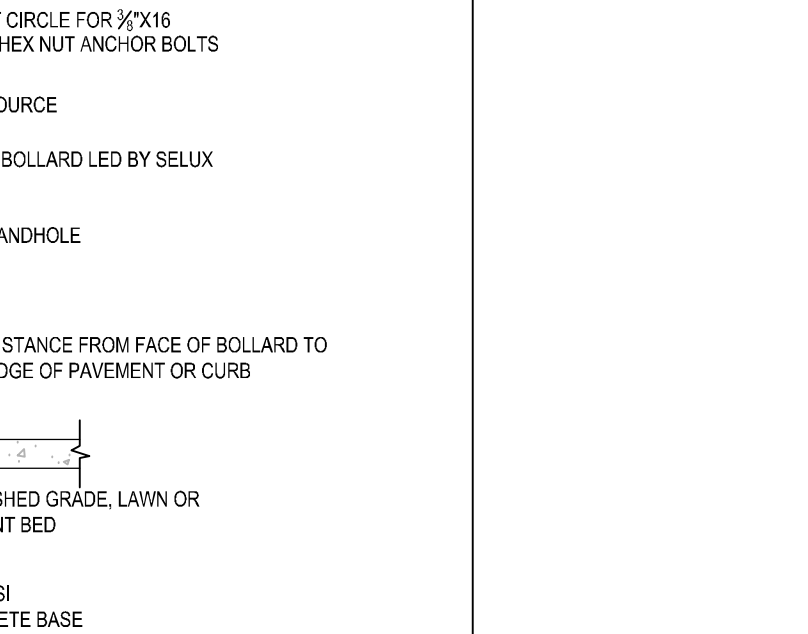 CIRCLE FOR ⅜"X16
HEX NUT ANCHOR BOLTS
BOLLARD LED BY SELUX
STANCE FROM FACE OF BOLLARD TO
OF PAVEMENT OR CURB
SHED GRADE, LAWN OR
NT BED
SI
ETE BASE
OURCE
ANDHOLE